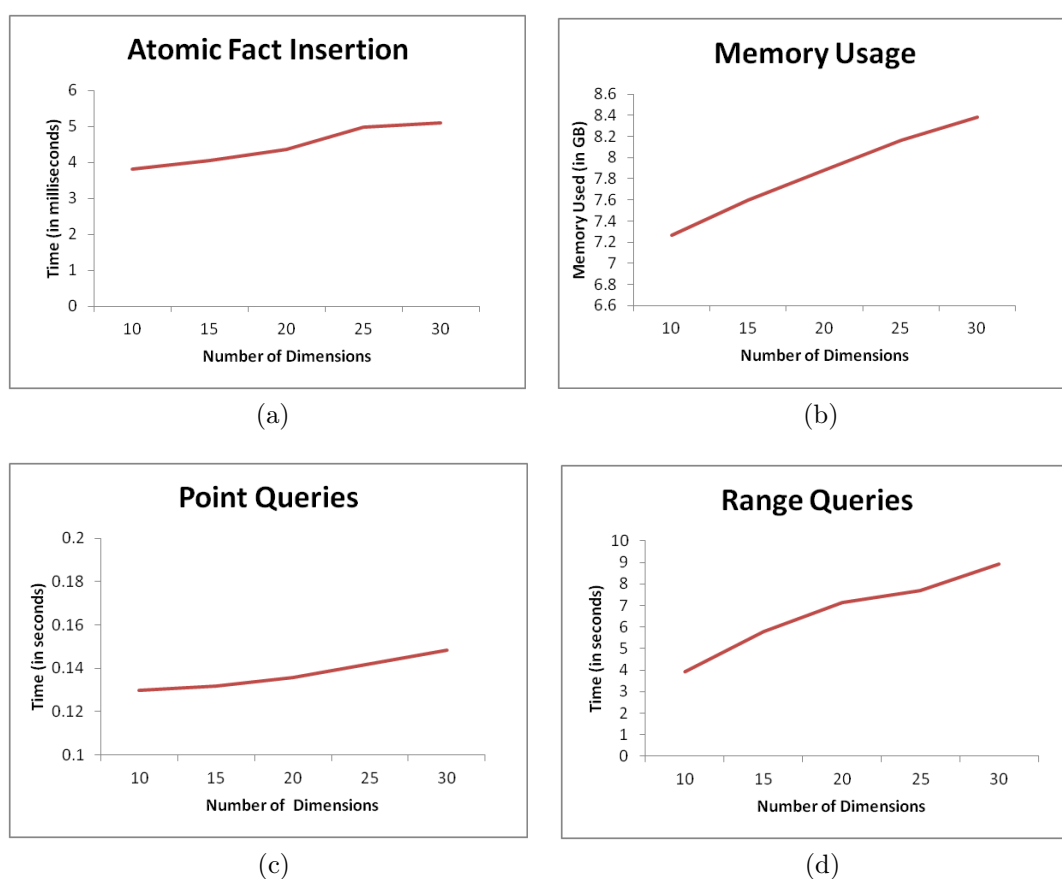 Atomic Fact Insertion
Time (in milliseconds)
6
5
4
3
2
1
0
10 15 20 25 30
Number of Dimensions
(a)
Memory Usage
Memory Used (in GB)
8.6
8.4
8.2
8
7.8
7.6
7.4
7.2
7
6.8
6.6
10 15 20 25 30
Number of Dimensions
(b)
Point Queries
Time (in seconds)
0.2
0.18
0.16
0.14
0.12
0.1
10 15 20 25 30
Number of Dimensions
(c)
Range Queries
Time (in seconds)
10
9
8
7
6
5
4
3
2
1
0
10 15 20 25 30
Number of Dimensions
(d)